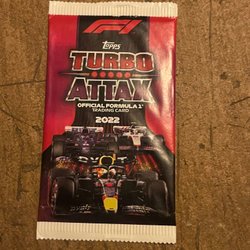 F1
Topps
TURBO
ATTAX
OFFICIAL FORMULA 1®
TRADING CARD
2022